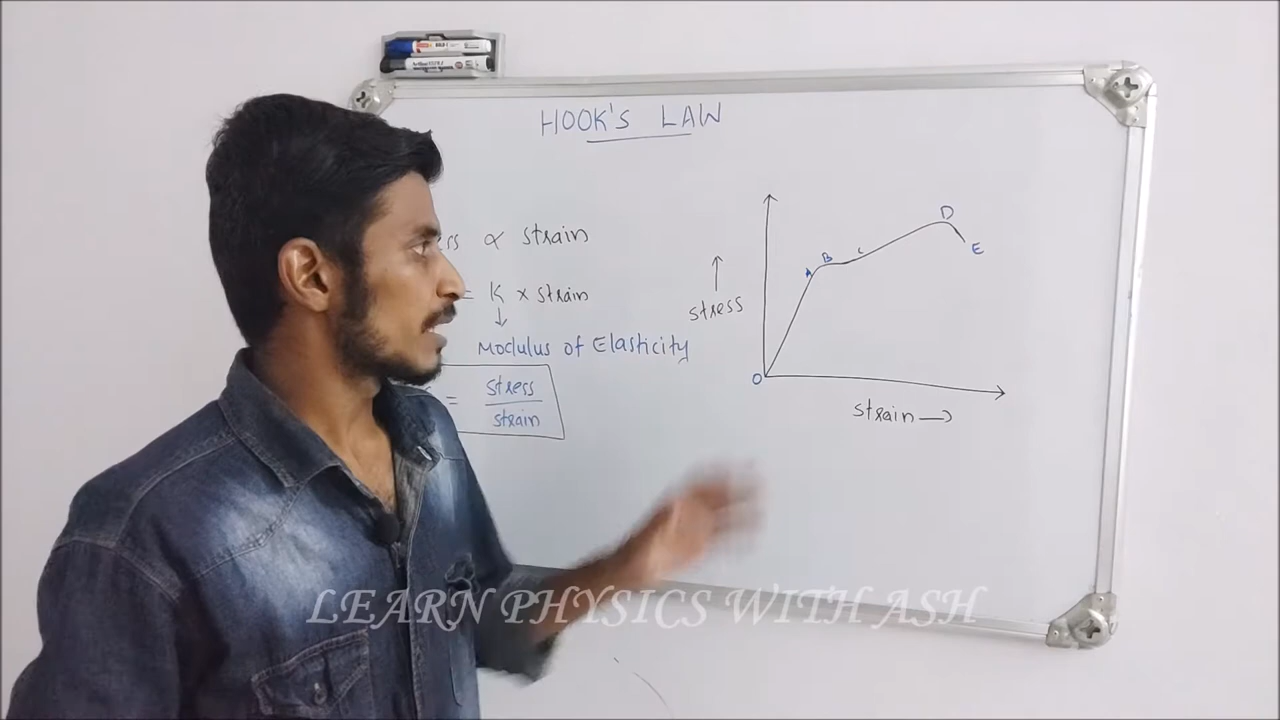 HOOK'S LAW
ss ∝ strain
= K × strain
↓
Modulus of Elasticity
= stress
strain
↑
stress
O
A
B
C
D
E
strain →
LEARN PHYSICS WITH ASH